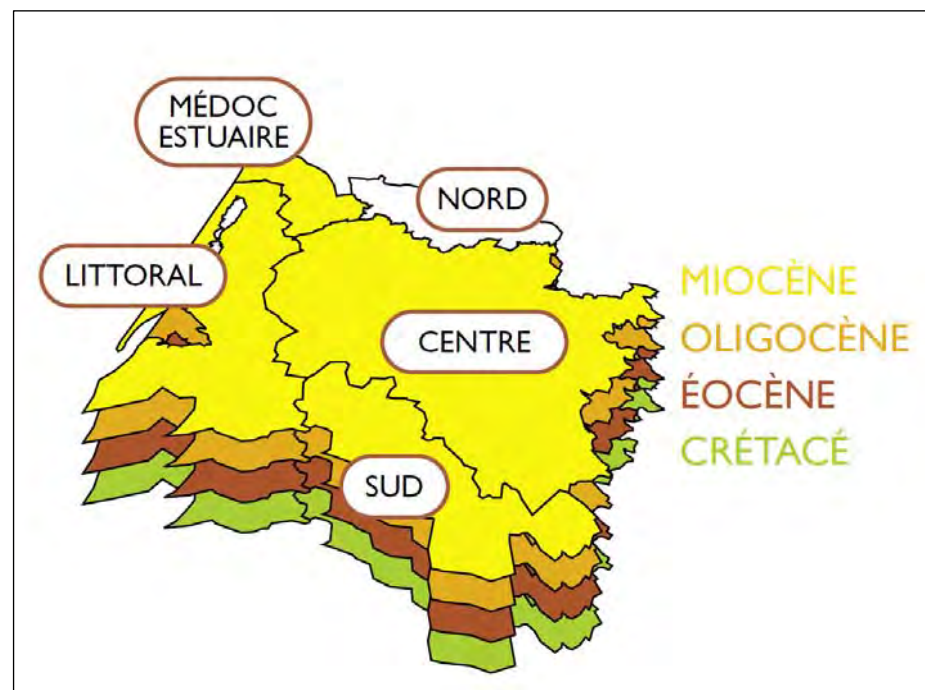 MÉDOC
ESTUAIRE
NORD
LITTORAL
CENTRE
SUD
MIOCÈNE
OLIGOCÈNE
ÉOCÈNE
CRÉTACÉ